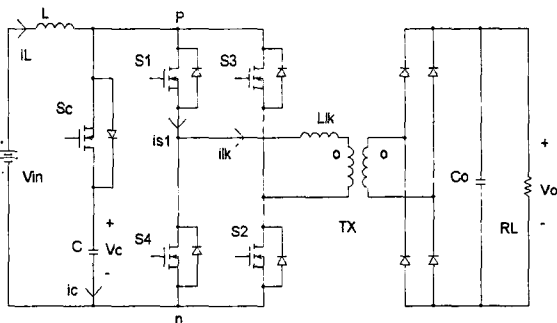 L
p
iL
S1
S3
Sc
is1
ilk
Llk
o
o
+
Vin
+
C
Vc
-
S4
S2
TX
Co
RL
+
Vo
-
ic
n